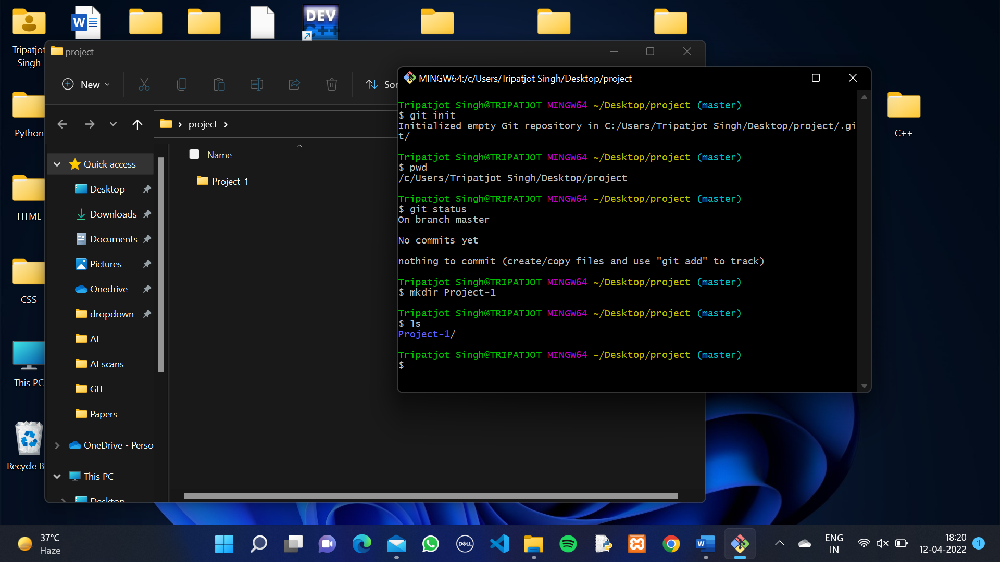 DEV
C++
Tripatjot
Singh
Python
HTML
CSS
This PC
Recycle Bi
C++
project
New
Sor
project
Name
Project-1
Quick access
Desktop
Downloads
Documents
Pictures
Onedrive
dropdown
AI
AI scans
GIT
Papers
OneDrive - Perso
This PC
Desktop
MINGW64:/c/Users/Tripatjot Singh/Desktop/project
Tripatjot Singh@TRIPATJOT MINGW64 ~/Desktop/project (master)
$ git init
Initialized empty Git repository in C:/Users/Tripatjot Singh/Desktop/project/.gi
t/
Tripatjot Singh@TRIPATJOT MINGW64 ~/Desktop/project (master)
$ pwd
/c/Users/Tripatjot Singh/Desktop/project
Tripatjot Singh@TRIPATJOT MINGW64 ~/Desktop/project (master)
$ git status
On branch master
No commits yet
nothing to commit (create/copy files and use "git add" to track)
Tripatjot Singh@TRIPATJOT MINGW64 ~/Desktop/project (master)
$ mkdir Project-1
Tripatjot Singh@TRIPATJOT MINGW64 ~/Desktop/project (master)
$ ls
Project-1/
Tripatjot Singh@TRIPATJOT MINGW64 ~/Desktop/project (master)
$
37°C
Haze
DELL
ENG
IN
18:20
12-04-2022
1